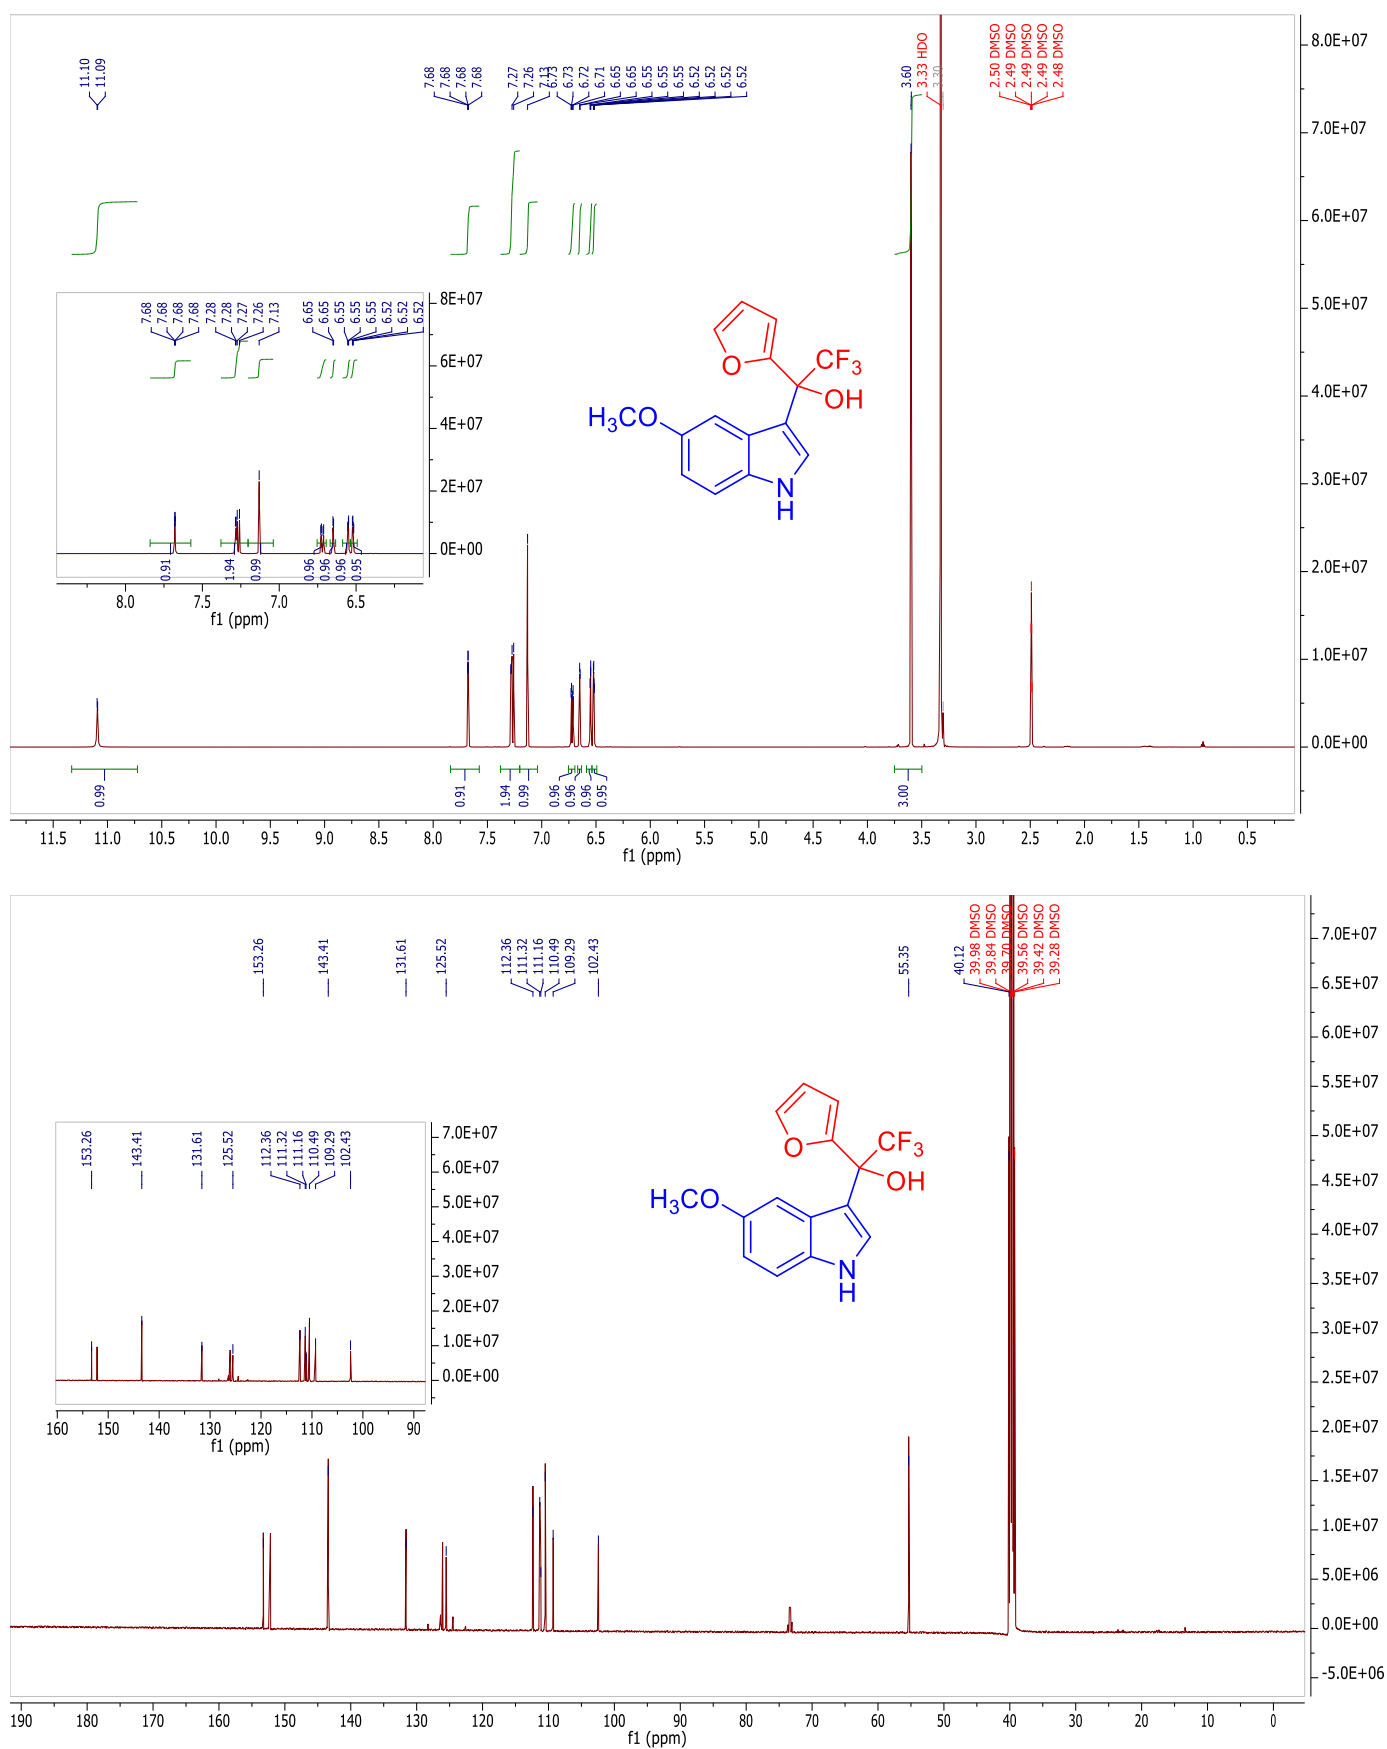 11.10
11.09
7.68
7.68
7.68
7.68
7.27
7.26
7.13
6.73
6.73
6.72
6.71
6.65
6.65
6.55
6.55
6.55
6.55
6.52
6.52
6.52
6.52
3.60
3.33 HDO
3.30
2.50 DMSO
2.49 DMSO
2.49 DMSO
2.49 DMSO
2.48 DMSO
8.0E+07
7.0E+07
6.0E+07
5.0E+07
4.0E+07
3.0E+07
2.0E+07
1.0E+07
0.0E+00
7.68
7.68
7.68
7.68
7.28
7.28
7.27
7.26
7.13
6.65
6.65
6.55
6.55
6.55
6.52
6.52
6.52
8E+07
6E+07
4E+07
2E+07
0E+00
0.91
1.94
0.99
0.96
0.96
0.96
0.95
8.0 7.5 7.0 6.5
f1 (ppm)
O
CF3
OH
H3CO
N
H
0.99
0.91
1.94
0.99
0.96
0.96
0.96
0.95
3.00
11.5 11.0 10.5 10.0 9.5 9.0 8.5 8.0 7.5 7.0 6.5 6.0 5.5 5.0 4.5 4.0 3.5 3.0 2.5 2.0 1.5 1.0 0.5
f1 (ppm)
153.26
143.41
131.61
125.52
112.36
111.32
111.16
110.49
109.29
102.43
55.35
40.12
39.98 DMSO
39.84 DMSO
39.70 DMSO
39.56 DMSO
39.42 DMSO
39.28 DMSO
7.0E+07
6.5E+07
6.0E+07
5.5E+07
5.0E+07
4.5E+07
4.0E+07
3.5E+07
3.0E+07
2.5E+07
2.0E+07
1.5E+07
1.0E+07
5.0E+06
0.0E+00
-5.0E+06
153.26
143.41
131.61
125.52
112.36
111.32
111.16
110.49
109.29
102.43
7.0E+07
6.0E+07
5.0E+07
4.0E+07
3.0E+07
2.0E+07
1.0E+07
0.0E+00
160 150 140 130 120 110 100 90
f1 (ppm)
O
CF3
OH
H3CO
N
H
190 180 170 160 150 140 130 120 110 100 90 80 70 60 50 40 30 20 10 0
f1 (ppm)